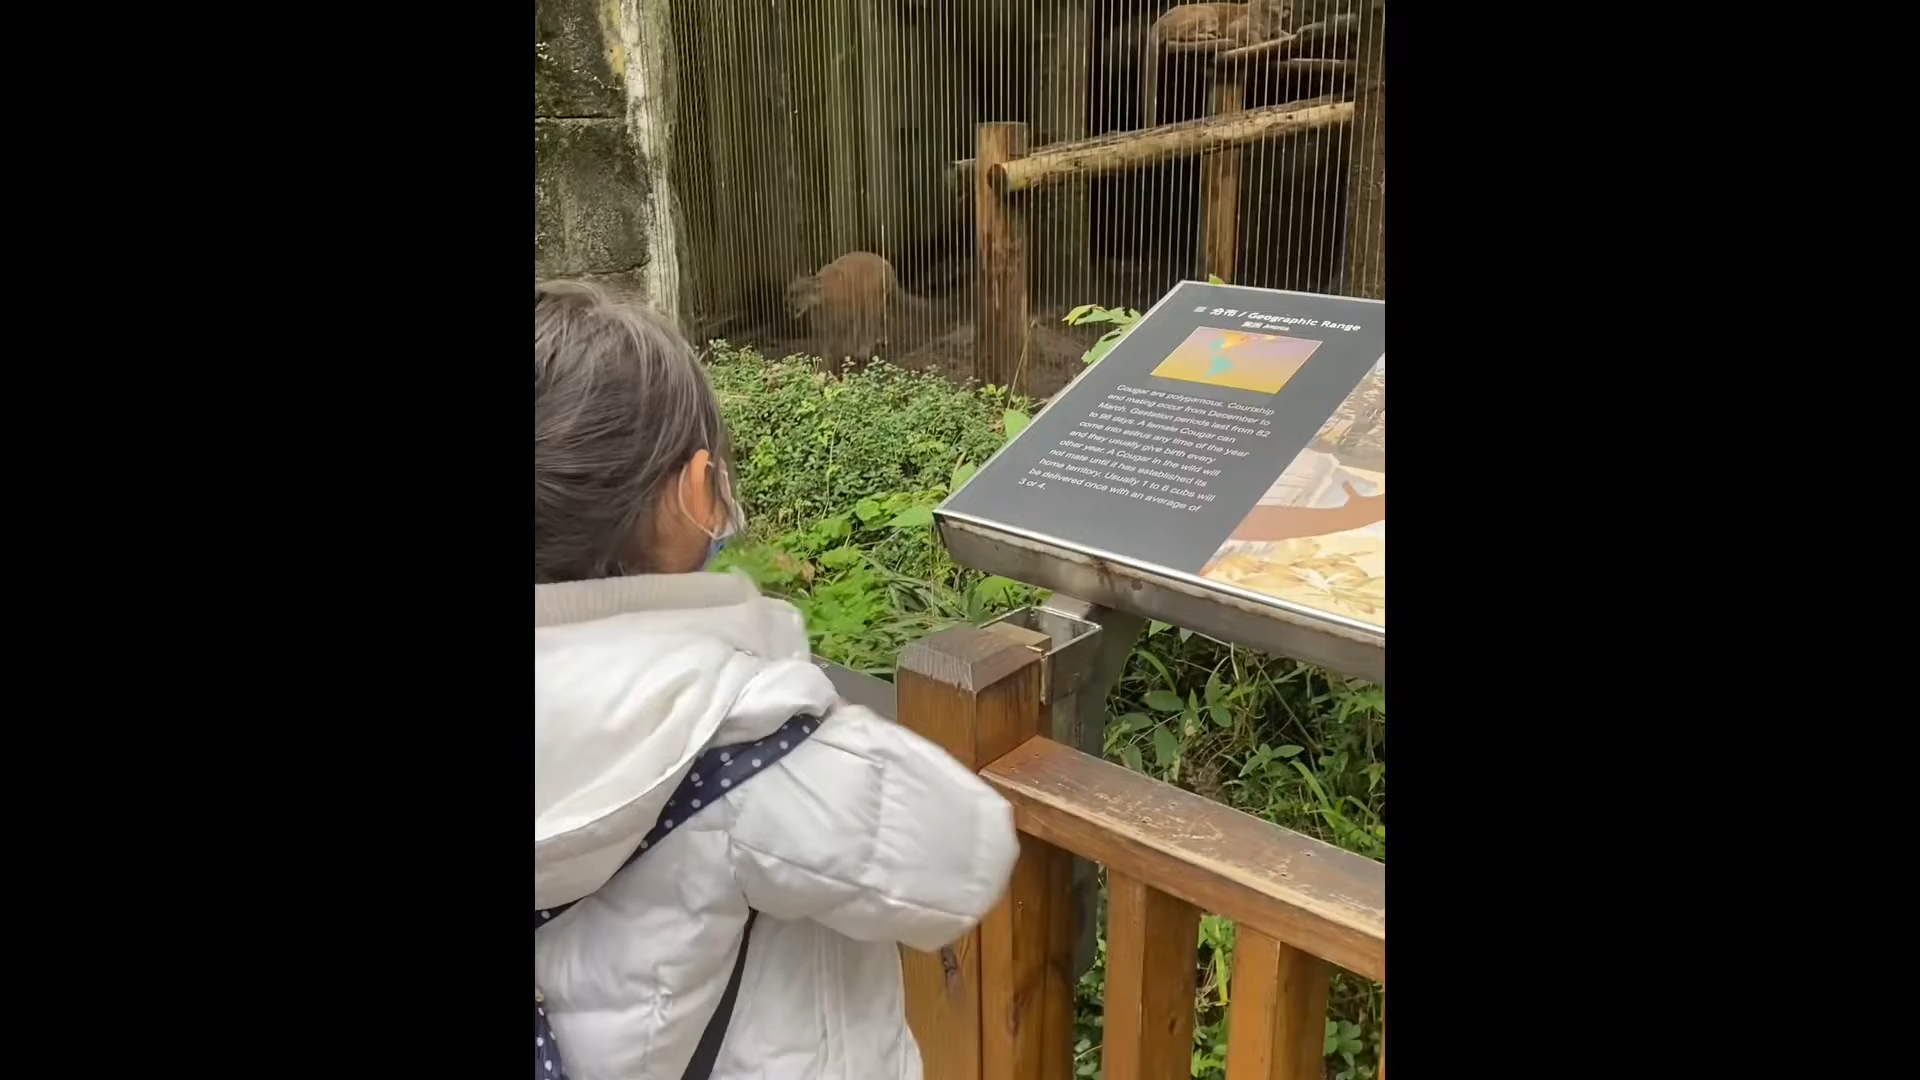 分布 / Geographic Range
美洲 America
Cougar are polygamous. Courtship
and mating occur from December to
March. Gestation periods last from 82
to 98 days. A female Cougar can
come into estrus any time of the year
and they usually give birth every
other year. A Cougar in the wild will
not mate until it has established its
home territory. Usually 1 to 6 cubs will
be delivered once with an average of
3 or 4.